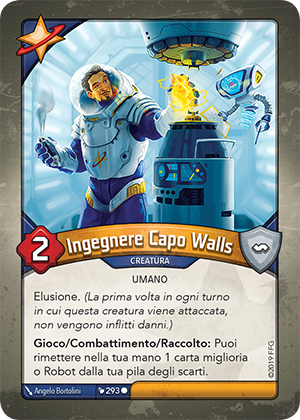 2
Ingegnere Capo Walls
CREATURA
UMANO
Elusione. (La prima volta in ogni turno
in cui questa creatura viene attaccata,
non vengono inflitti danni.)
Gioco/Combattimento/Raccolto: Puoi
rimettere nella tua mano 1 carta miglioria
o Robot dalla tua pila degli scarti.
©2019 FFG
Angelo Bortolini
293